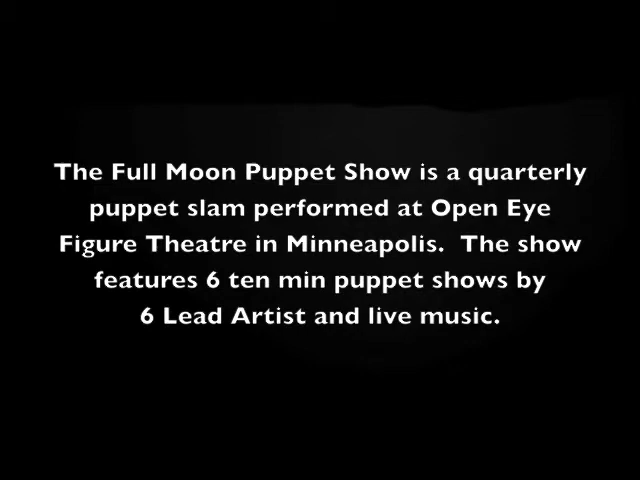 The Full Moon Puppet Show is a quarterly
puppet slam performed at Open Eye
Figure Theatre in Minneapolis.  The show
features 6 ten min puppet shows by
6 Lead Artist and live music.